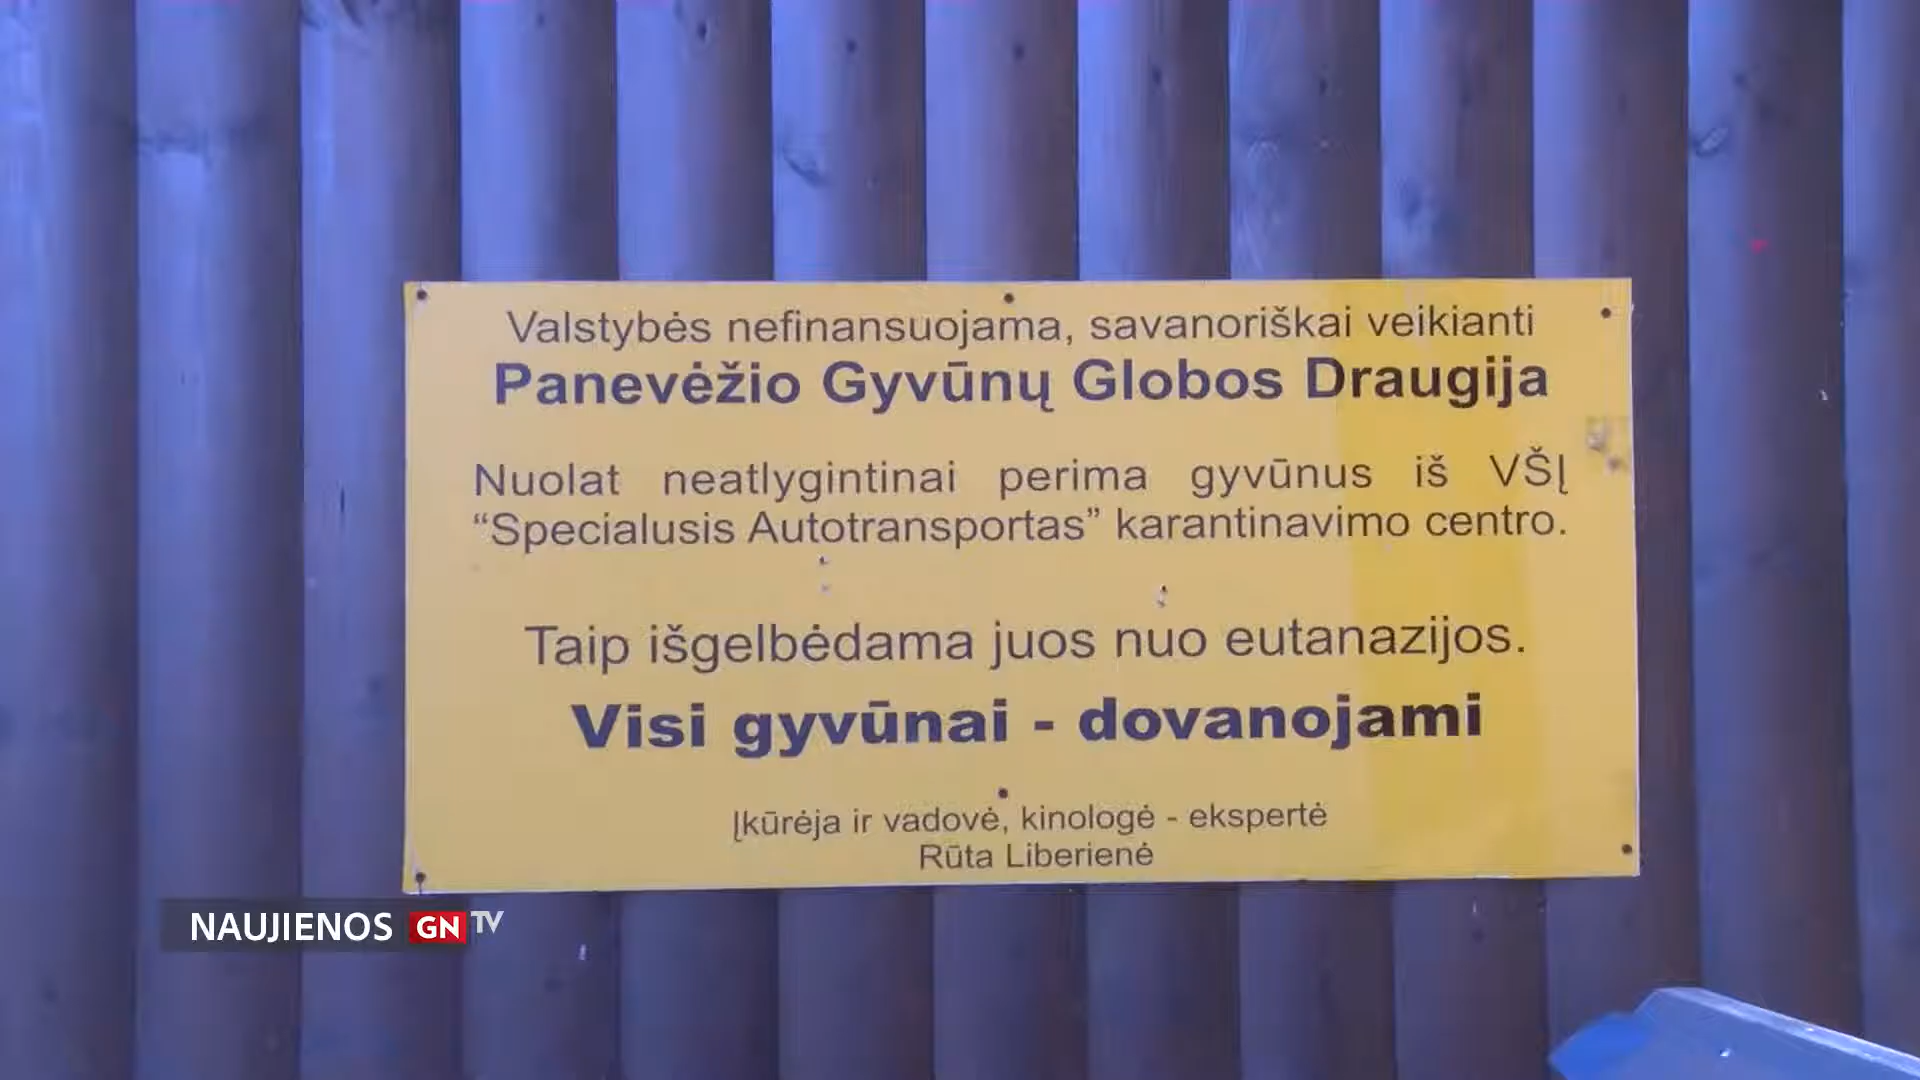 Valstybės nefinansuojama, savanoriškai veikianti
Panevėžio Gyvūnų Globos Draugija
Nuolat neatlygintinai perima gyvūnus iš VŠĮ
“Specialusis Autotransportas” karantinavimo centro.
Taip išgelbėdama juos nuo eutanazijos.
Visi gyvūnai - dovanojami
Įkūrėja ir vadovė, kinologė - ekspertė
Rūta Liberienė
NAUJIENOS GN TV